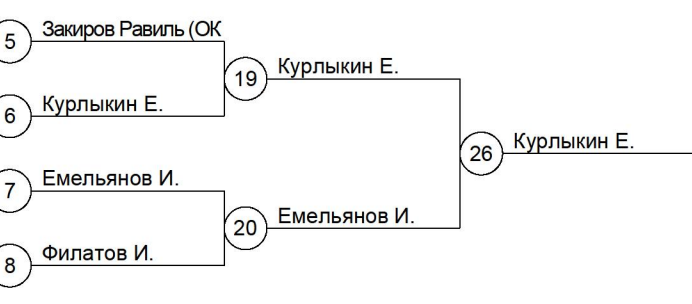 5 Закиров Равиль (ОК
19 Курлыкин Е.
6 Курлыкин Е.
26 Курлыкин Е.
7 Емельянов И.
20 Емельянов И.
8 Филатов И.